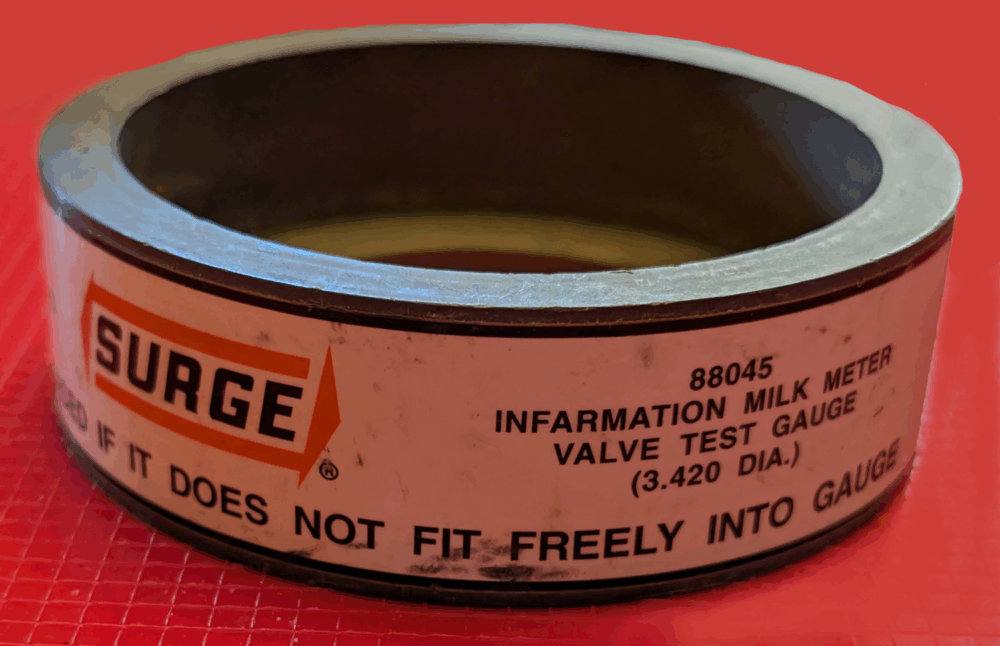 SURGE
®
88045
INFARMATION MILK METER
VALVE TEST GAUGE
(3.420 DIA.)
IF IT DOES NOT FIT FREELY INTO GAUGE